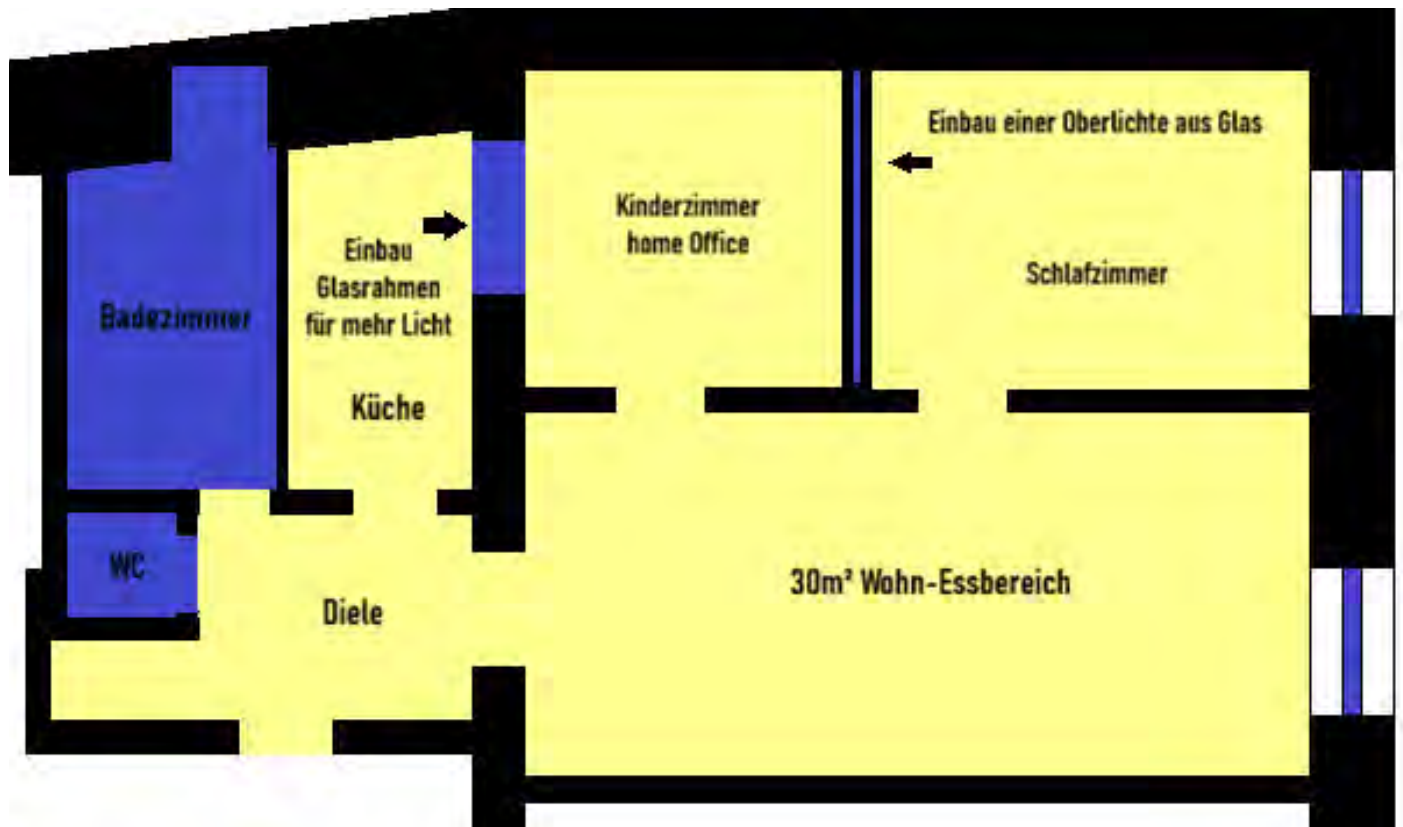 Einbau einer Oberlichte aus Glas
Kinderzimmer
home Office
Einbau
Glasrahmen
für mehr Licht
Schlafzimmer
Badezimmer
Küche
WC
30m² Wohn-Essbereich
Diele